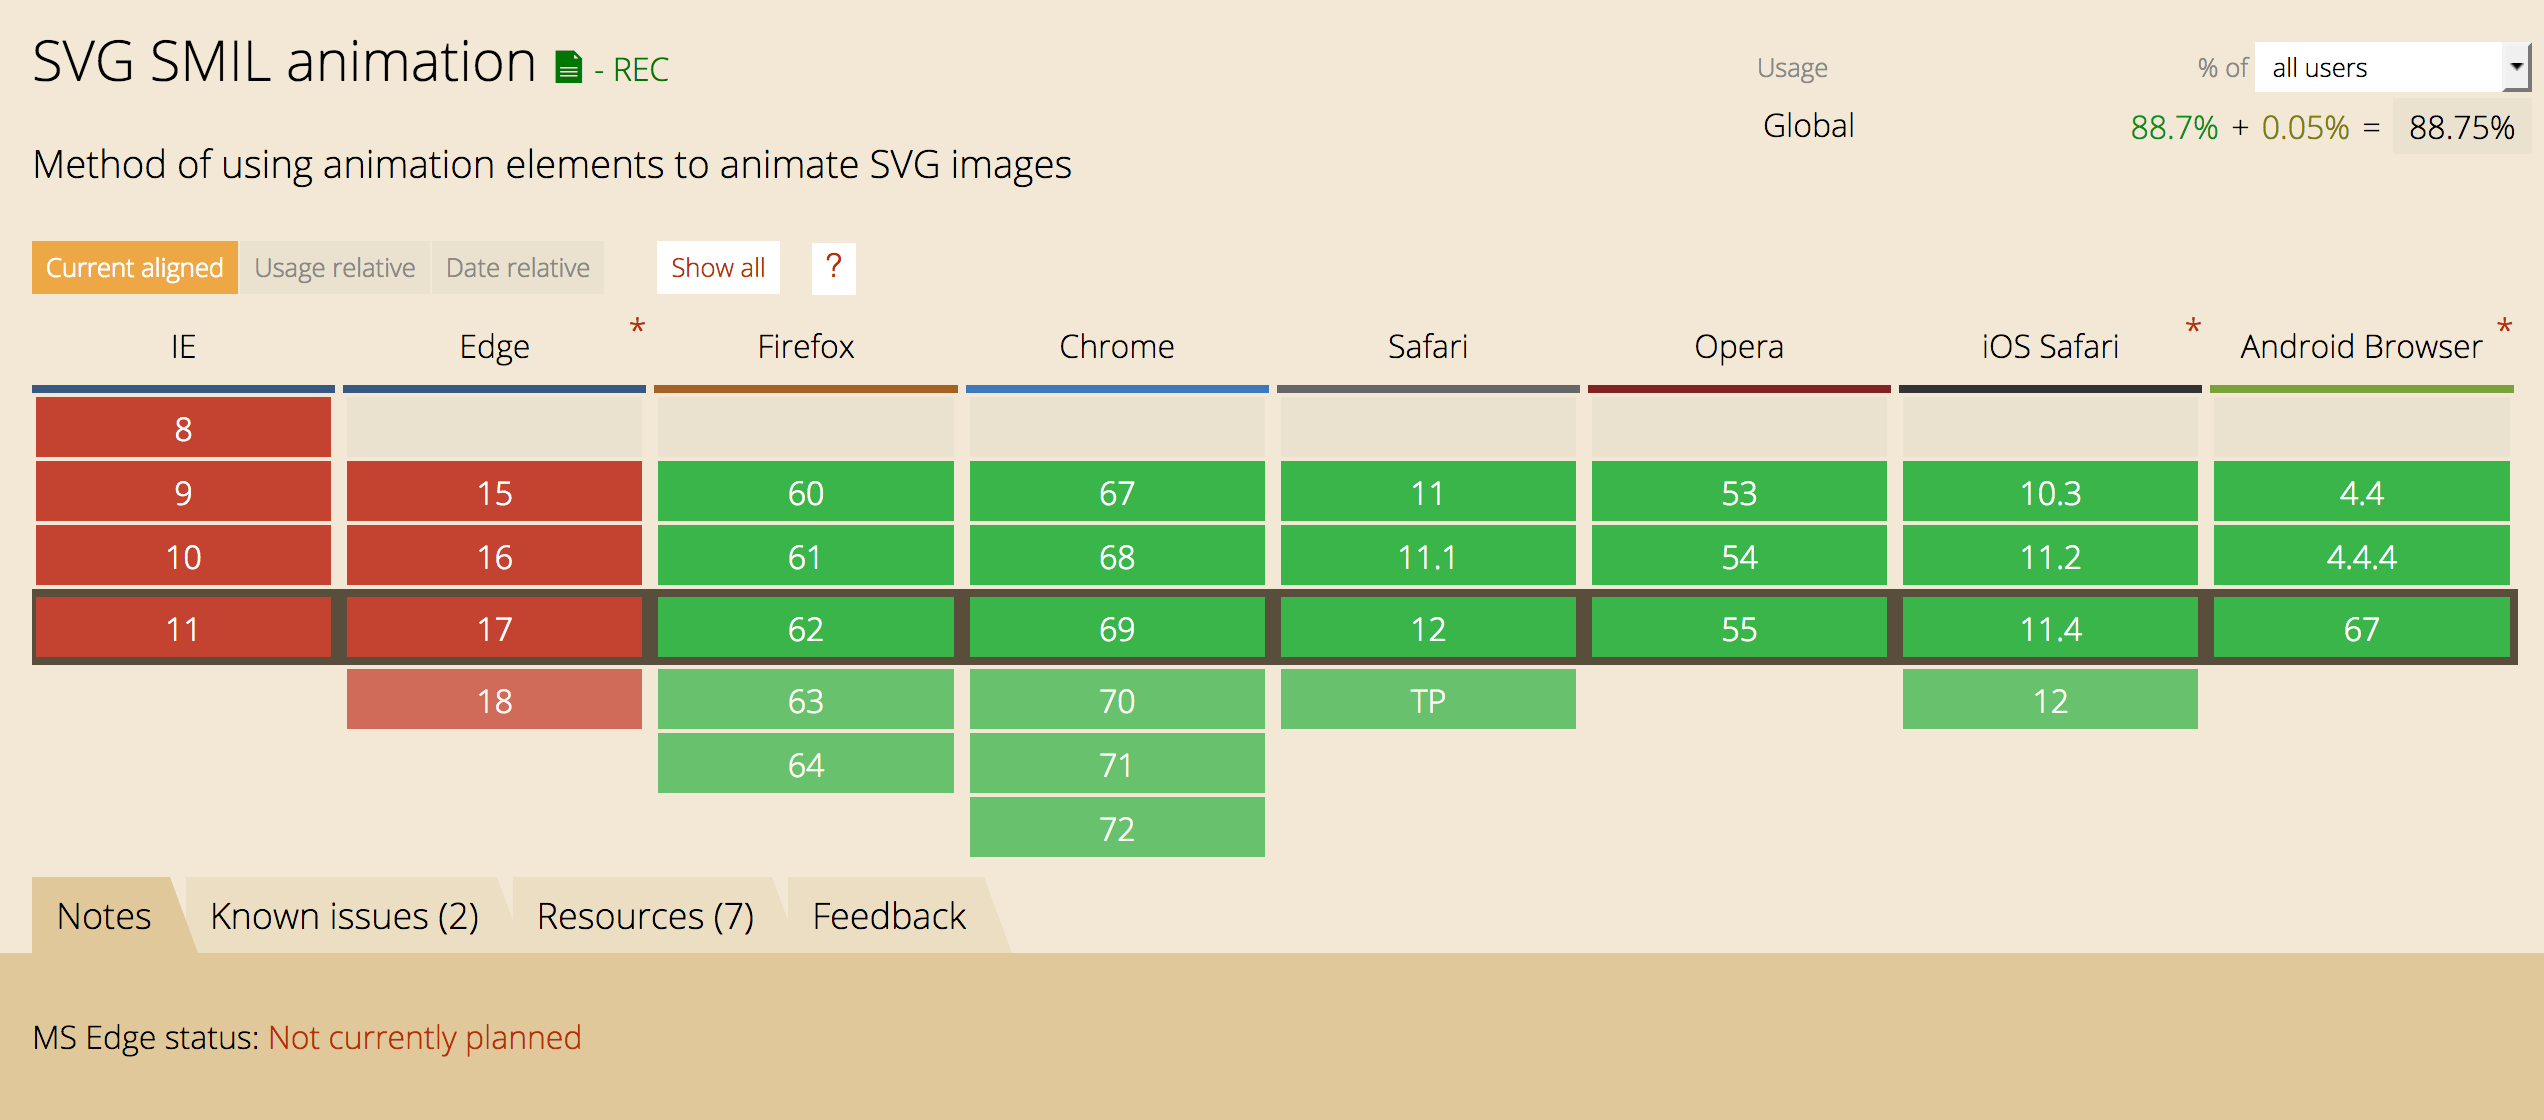 SVG SMIL animation - REC
Usage % of all users
Global 88.7% + 0.05% = 88.75%
Method of using animation elements to animate SVG images
Current aligned Usage relative Date relative Show all ?
IE Edge * Firefox Chrome Safari Opera iOS Safari * Android Browser *
8
9 15 60 67 11 53 10.3 4.4
10 16 61 68 11.1 54 11.2 4.4.4
11 17 62 69 12 55 11.4 67
18 63 70 TP 12
64 71
72
Notes Known issues (2) Resources (7) Feedback
MS Edge status: Not currently planned